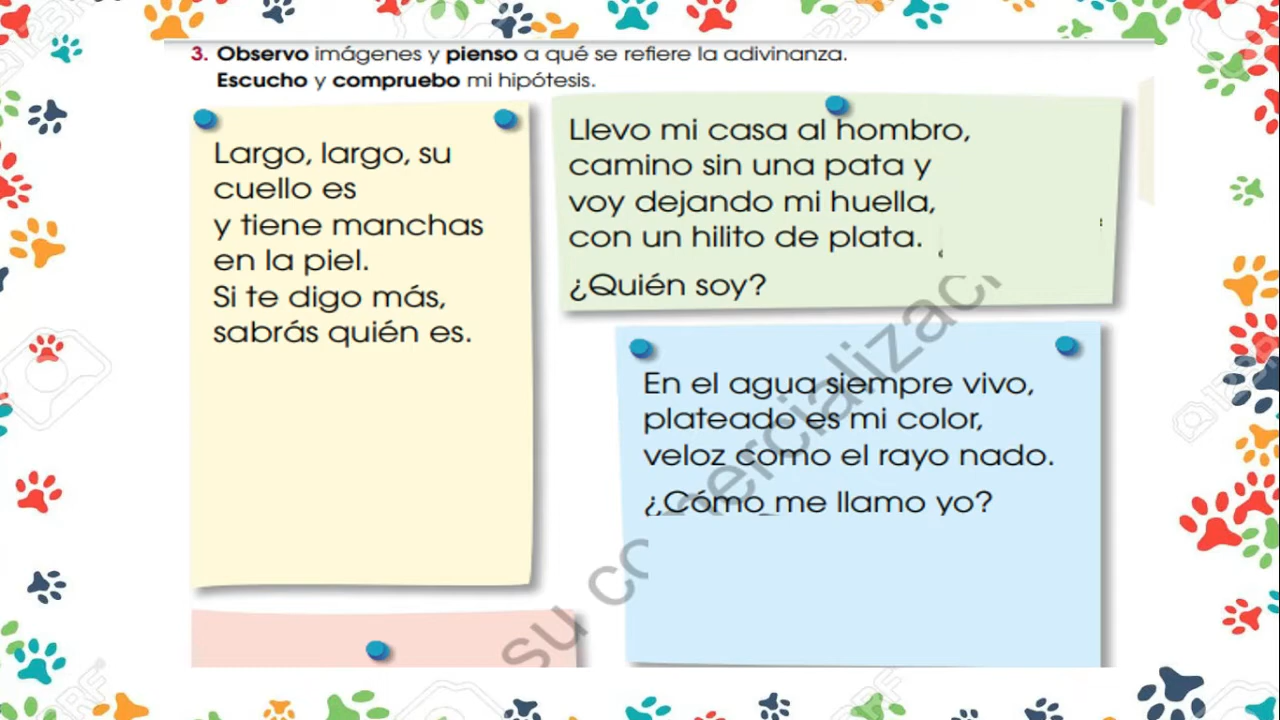 3. Observo imágenes y pienso a qué se refiere la adivinanza.
Escucho y compruebo mi hipótesis.
Largo, largo, su
cuello es
y tiene manchas
en la piel.
Si te digo más,
sabrás quién es.
Llevo mi casa al hombro,
camino sin una pata y
voy dejando mi huella,
con un hilito de plata.
¿Quién soy?
En el agua siempre vivo,
plateado es mi color,
veloz como el rayo nado.
¿Cómo me llamo yo?
su comercializaci